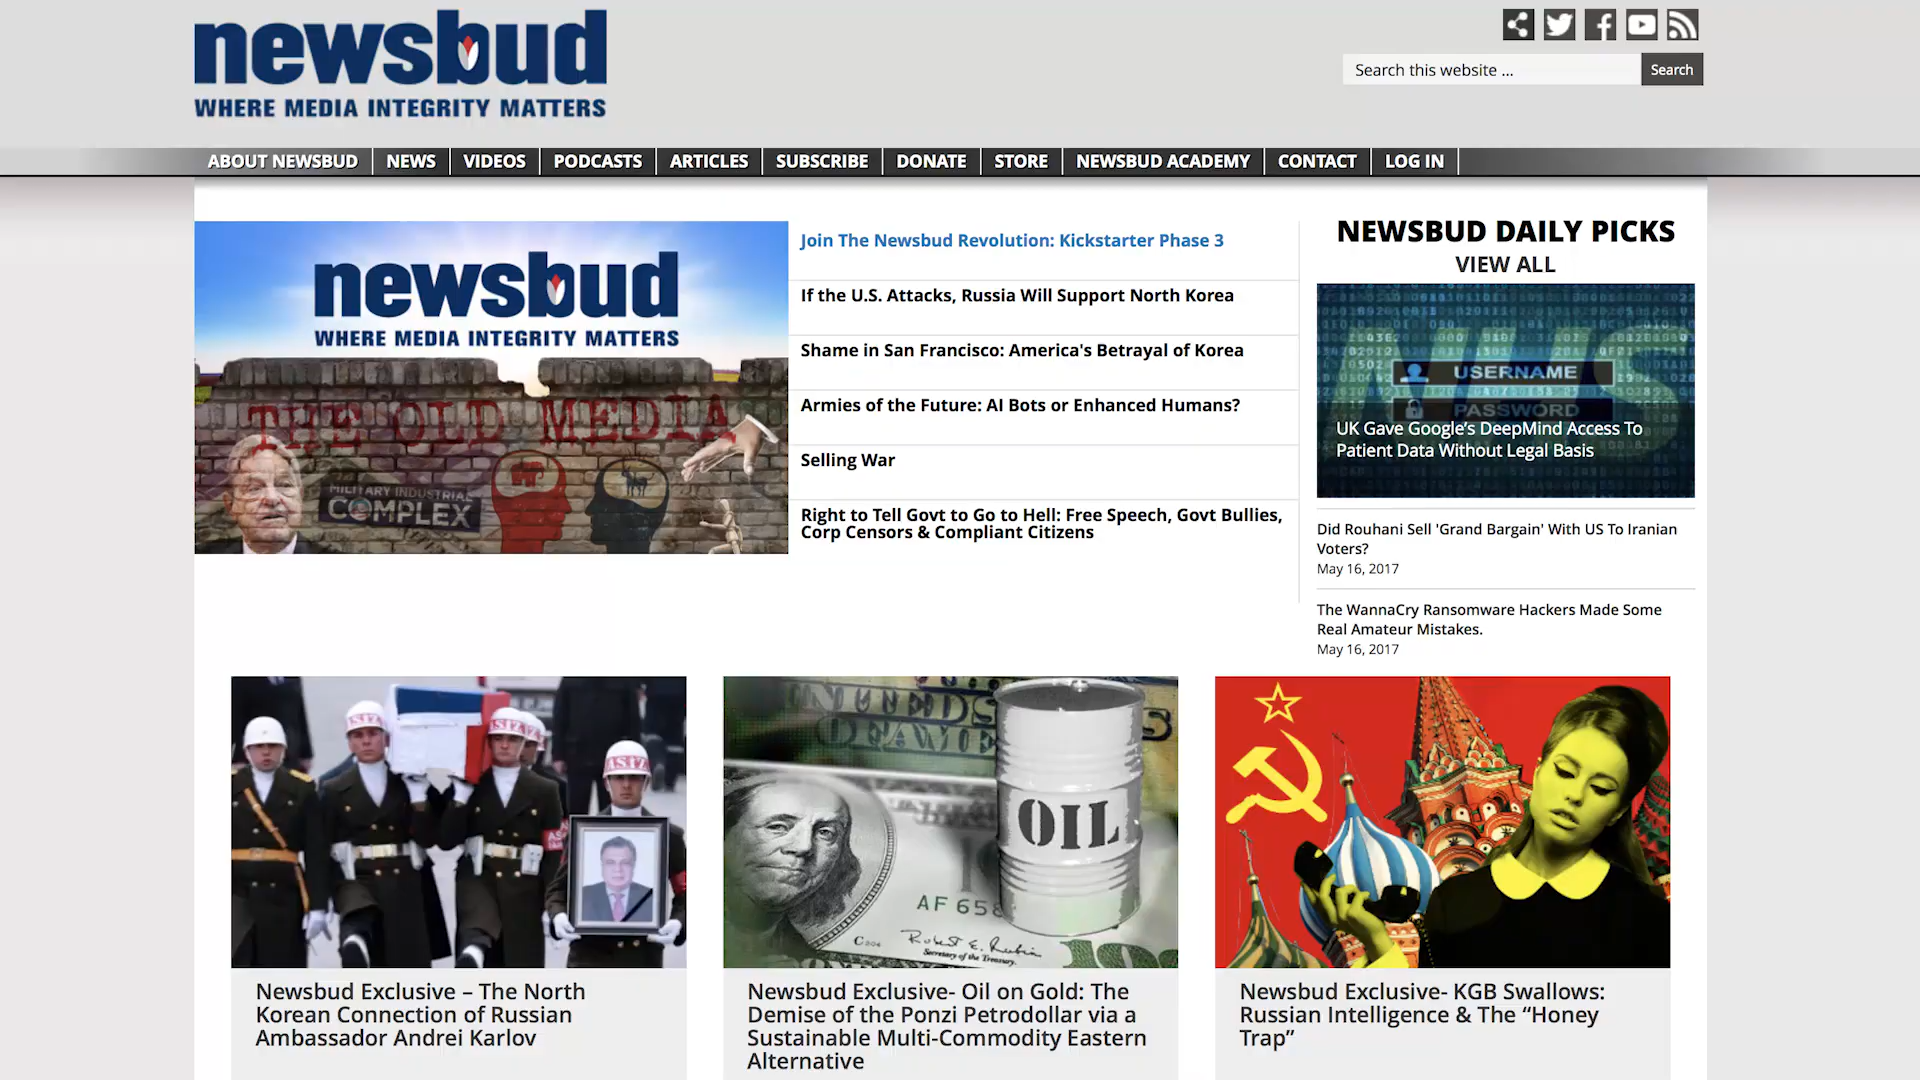 newsbud
WHERE MEDIA INTEGRITY MATTERS
Search this website ...
Search
ABOUT NEWSBUD
NEWS
VIDEOS
PODCASTS
ARTICLES
SUBSCRIBE
DONATE
STORE
NEWSBUD ACADEMY
CONTACT
LOG IN
newsbud
WHERE MEDIA INTEGRITY MATTERS
THE OLD MEDIA
MILITARY INDUSTRIAL
COMPLEX
Join The Newsbud Revolution: Kickstarter Phase 3
If the U.S. Attacks, Russia Will Support North Korea
Shame in San Francisco: America's Betrayal of Korea
Armies of the Future: AI Bots or Enhanced Humans?
Selling War
Right to Tell Govt to Go to Hell: Free Speech, Govt Bullies,
Corp Censors & Compliant Citizens
NEWSBUD DAILY PICKS
VIEW ALL
NHS
USERNAME
PASSWORD
UK Gave Google’s DeepMind Access To
Patient Data Without Legal Basis
Did Rouhani Sell 'Grand Bargain' With US To Iranian
Voters?
May 16, 2017
The WannaCry Ransomware Hackers Made Some
Real Amateur Mistakes.
May 16, 2017
OIL
AF 658
Secretary of the Treasury.
Newsbud Exclusive – The North
Korean Connection of Russian
Ambassador Andrei Karlov
Newsbud Exclusive- Oil on Gold: The
Demise of the Ponzi Petrodollar via a
Sustainable Multi-Commodity Eastern
Alternative
Newsbud Exclusive- KGB Swallows:
Russian Intelligence & The “Honey
Trap”